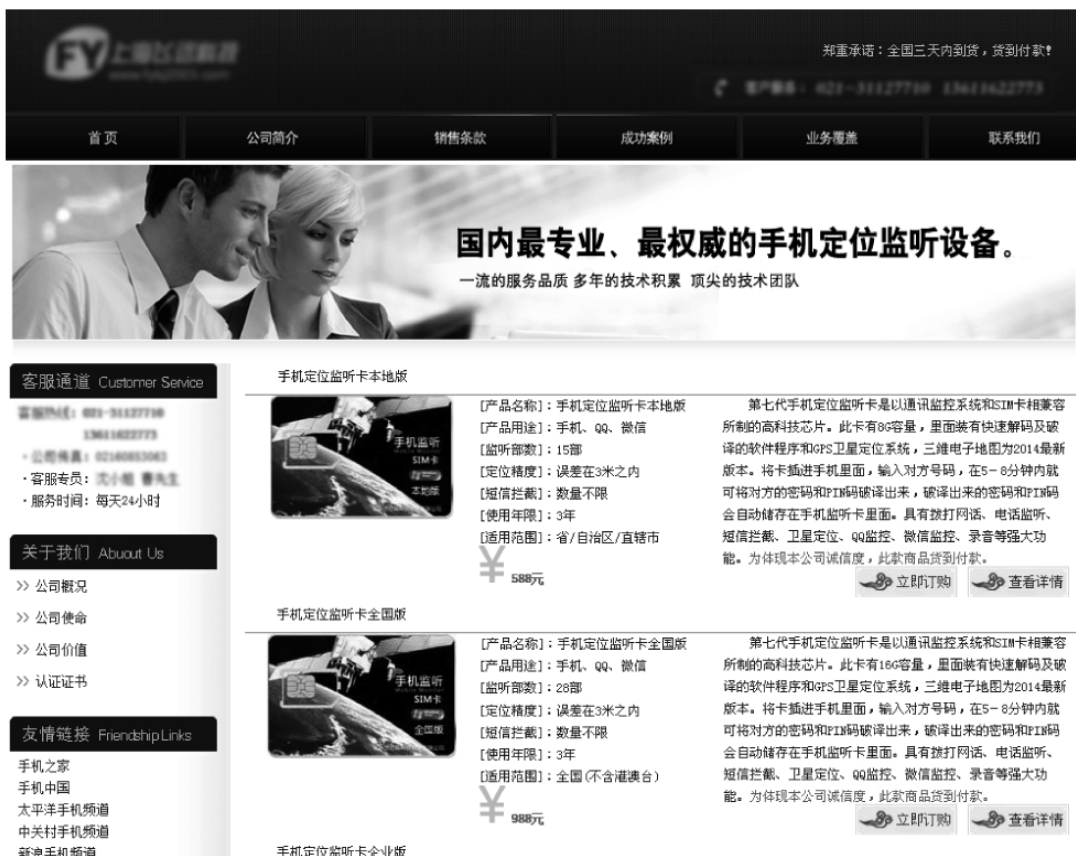 FY
郑重承诺：全国三天内到货，货到付款！
首页 公司简介 销售条款 成功案例 业务覆盖 联系我们
国内最专业、最权威的手机定位监听设备。
一流的服务品质 多年的技术积累 顶尖的技术团队
客服通道 Customer Service
021-31127710
13611622773
·客服专员：
·服务时间：每天24小时
关于我们 Abuout Us
>> 公司概况
>> 公司使命
>> 公司价值
>> 认证证书
友情链接 Friendship Links
手机之家
手机中国
太平洋手机频道
中关村手机频道
新浪手机频道
手机定位监听卡本地版
手机监听
SIM卡
本地版
[产品名称]：手机定位监听卡本地版
[产品用途]：手机、QQ、微信
[监听部数]：15部
[定位精度]：误差在3米之内
[短信拦截]：数量不限
[使用年限]：3年
[适用范围]：省/自治区/直辖市
¥ 588元
第七代手机定位监听卡是以通讯监控系统和SIM卡相兼容
所制的高科技芯片。此卡有8G容量，里面装有快速解码及破
译的软件程序和GPS卫星定位系统，三维电子地图为2014最新
版本。将卡插进手机里面，输入对方号码，在5－8分钟内就
可将对方的密码和PIN码破译出来，破译出来的密码和PIN码
会自动储存在手机监听卡里面。具有拨打网话、电话监听、
短信拦截、卫星定位、QQ监控、微信监控、录音等强大功
能。为体现本公司诚信度，此款商品货到付款。
立即订购 查看详情
手机定位监听卡全国版
手机监听
SIM卡
全国版
[产品名称]：手机定位监听卡全国版
[产品用途]：手机、QQ、微信
[监听部数]：28部
[定位精度]：误差在3米之内
[短信拦截]：数量不限
[使用年限]：3年
[适用范围]：全国(不含港澳台)
¥ 988元
第七代手机定位监听卡是以通讯监控系统和SIM卡相兼容
所制的高科技芯片。此卡有16G容量，里面装有快速解码及破
译的软件程序和GPS卫星定位系统，三维电子地图为2014最新
版本。将卡插进手机里面，输入对方号码，在5－8分钟内就
可将对方的密码和PIN码破译出来，破译出来的密码和PIN码
会自动储存在手机监听卡里面。具有拨打网话、电话监听、
短信拦截、卫星定位、QQ监控、微信监控、录音等强大功
能。为体现本公司诚信度，此款商品货到付款。
立即订购 查看详情
手机定位监听卡企业版